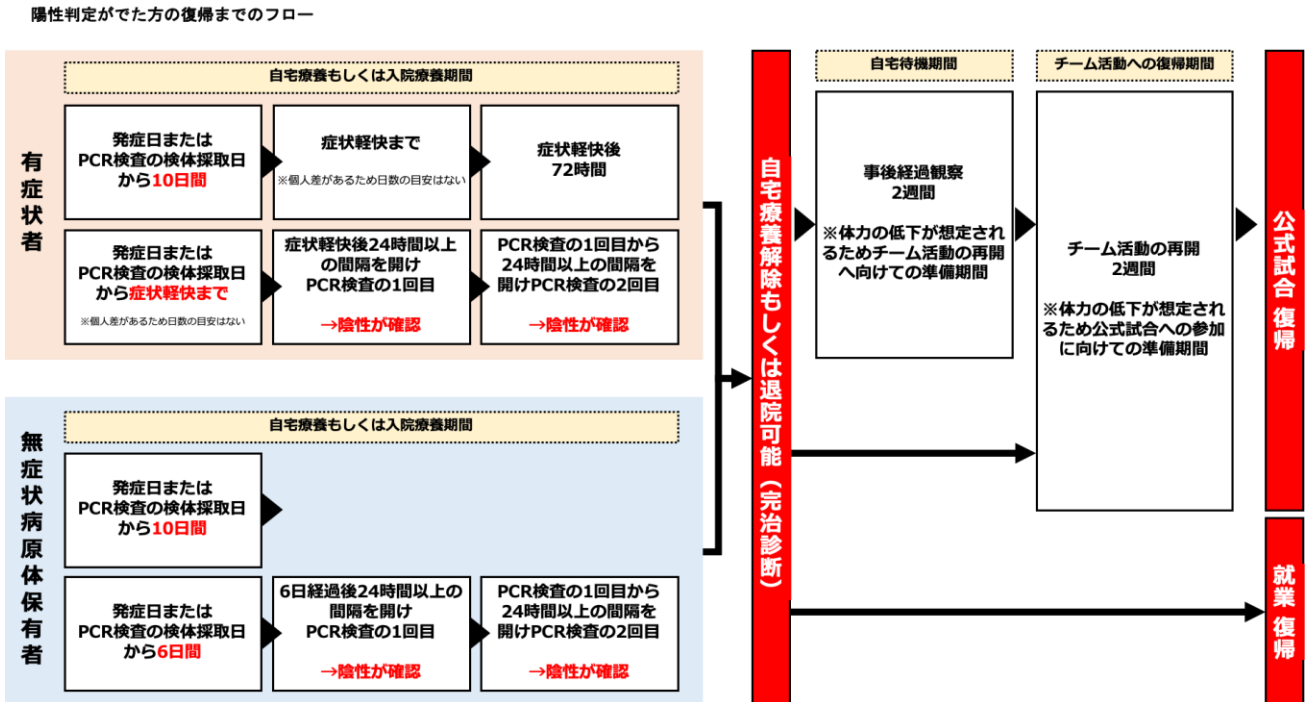 陽性判定がでた方の復帰までのフロー
有症状者
自宅療養もしくは入院療養期間
発症日または
PCR検査の検体採取日
から10日間
症状軽快まで
※個人差があるため日数の目安はない
症状軽快後
72時間
発症日または
PCR検査の検体採取日
から症状軽快まで
※個人差があるため日数の目安はない
症状軽快後24時間以上
の間隔を開け
PCR検査の1回目
→陰性が確認
PCR検査の1回目から
24時間以上の間隔を
開けPCR検査の2回目
→陰性が確認
無症状病原体保有者
自宅療養もしくは入院療養期間
発症日または
PCR検査の検体採取日
から10日間
発症日または
PCR検査の検体採取日
から6日間
6日経過後24時間以上の
間隔を開け
PCR検査の1回目
→陰性が確認
PCR検査の1回目から
24時間以上の間隔を
開けPCR検査の2回目
→陰性が確認
自宅療養解除もしくは退院可能（完治診断）
自宅待機期間
事後経過観察
2週間
※体力の低下が想定され
るためチーム活動の再開
へ向けての準備期間
チーム活動への復帰期間
チーム活動の再開
2週間
※体力の低下が想定され
るため公式試合への参加
に向けての準備期間
公式試合 復帰
就業 復帰